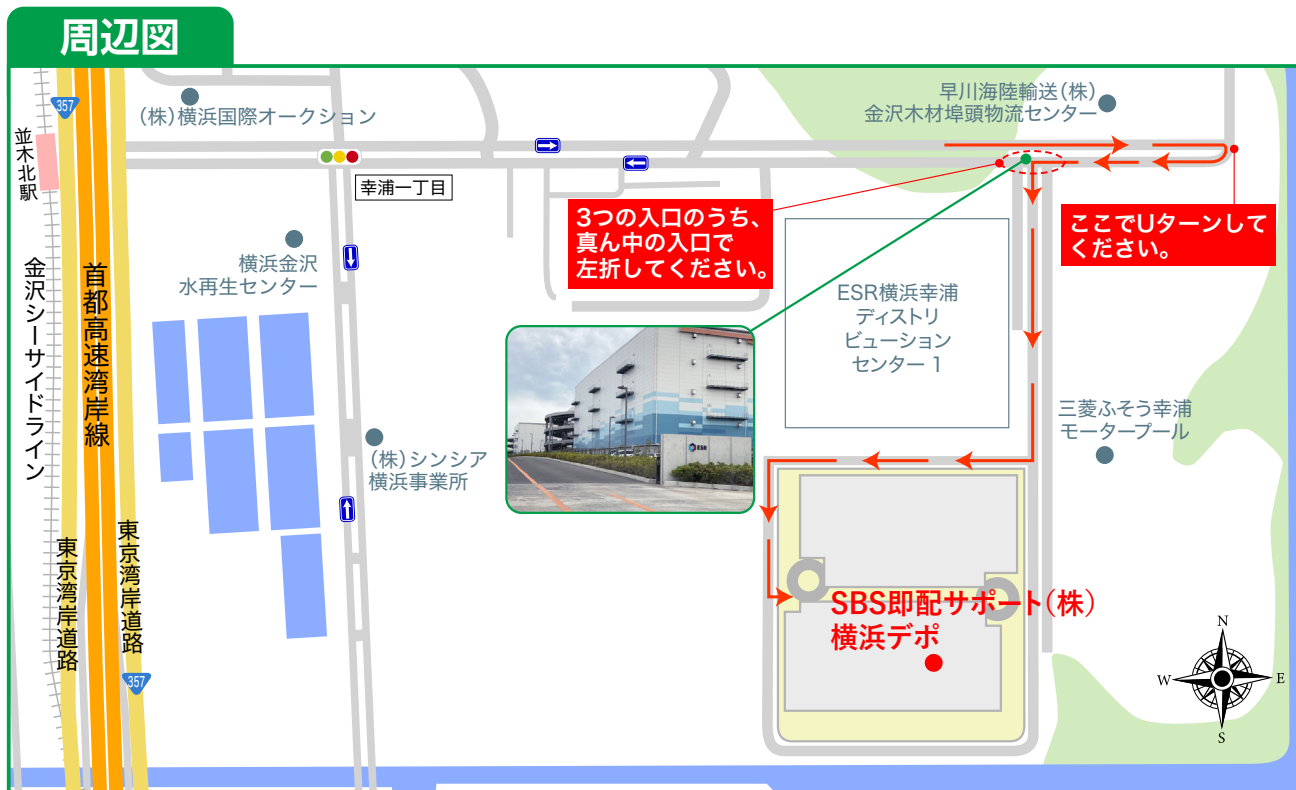 周辺図
357
(株)横浜国際オークション
早川海陸輸送(株)
金沢木材埠頭物流センター
並木北駅
幸浦一丁目
3つの入口のうち、
真ん中の入口で
左折してください。
ここでUターンして
ください。
横浜金沢
水再生センター
金沢シーサイドライン
首都高速湾岸線
ESR横浜幸浦
ディストリ
ビューション
センター 1
ESR
三菱ふそう幸浦
モータープール
(株)シンシア
横浜事業所
東京湾岸道路
東京湾岸道路
SBS即配サポート(株)
横浜デポ
357
N
W
E
S